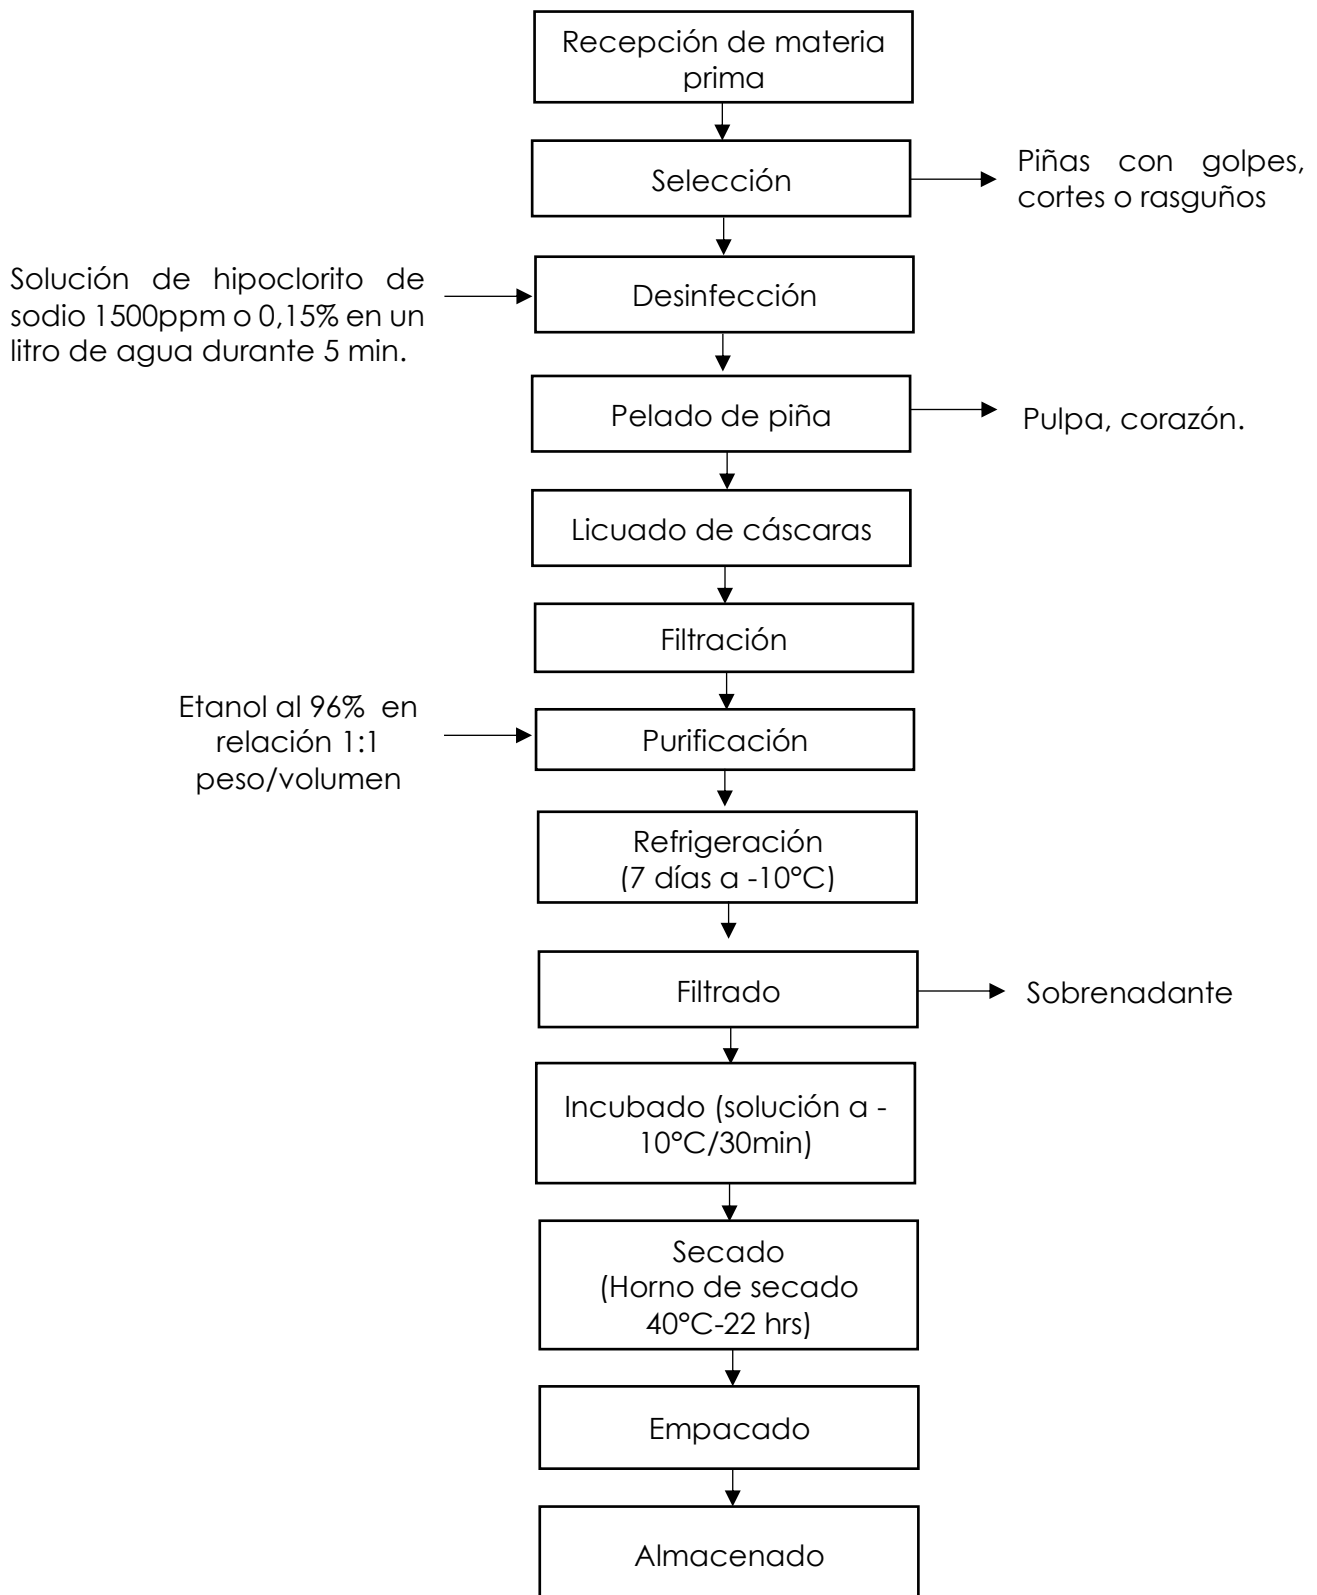 Recepción de materia
prima
Selección
Piñas con golpes,
cortes o rasguños
Solución de hipoclorito de
sodio 1500ppm o 0,15% en un
litro de agua durante 5 min.
Desinfección
Pelado de piña
Pulpa, corazón.
Licuado de cáscaras
Filtración
Etanol al 96% en
relación 1:1
peso/volumen
Purificación
Refrigeración
(7 días a -10°C)
Filtrado
Sobrenadante
Incubado (solución a -
10°C/30min)
Secado
(Horno de secado
40°C-22 hrs)
Empacado
Almacenado